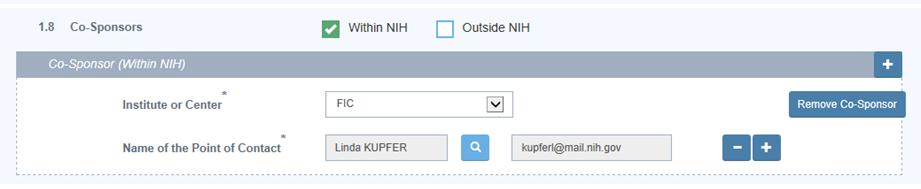 1.8 Co-Sponsors Within NIH Outside NIH
Co-Sponsor (Within NIH) +
Institute or Center* FIC Remove Co-Sponsor
Name of the Point of Contact* Linda KUPFER kupferl@mail.nih.gov − +